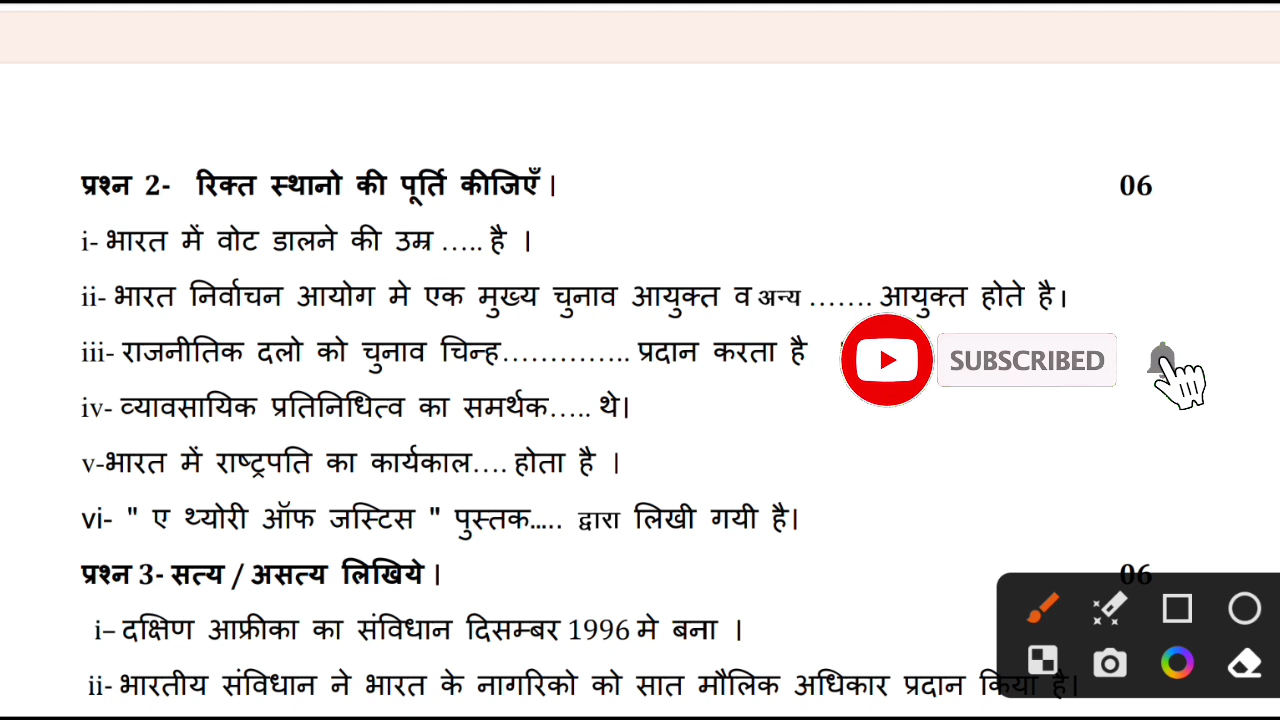 प्रश्न 2- रिक्त स्थानो की पूर्ति कीजिएँ | 06
i- भारत में वोट डालने की उम्र ..... है ।
ii- भारत निर्वाचन आयोग मे एक मुख्य चुनाव आयुक्त व अन्य ....... आयुक्त होते है।
iii- राजनीतिक दलो को चुनाव चिन्ह.............. प्रदान करता है
SUBSCRIBED
iv- व्यावसायिक प्रतिनिधित्व का समर्थक..... थे।
v-भारत में राष्ट्रपति का कार्यकाल.... होता है ।
vi- " ए थ्योरी ऑफ जस्टिस " पुस्तक..... द्वारा लिखी गयी है।
प्रश्न 3- सत्य / असत्य लिखिये । 06
i– दक्षिण आफ्रीका का संविधान दिसम्बर 1996 मे बना ।
ii- भारतीय संविधान ने भारत के नागरिको को सात मौलिक अधिकार प्रदान किया है।